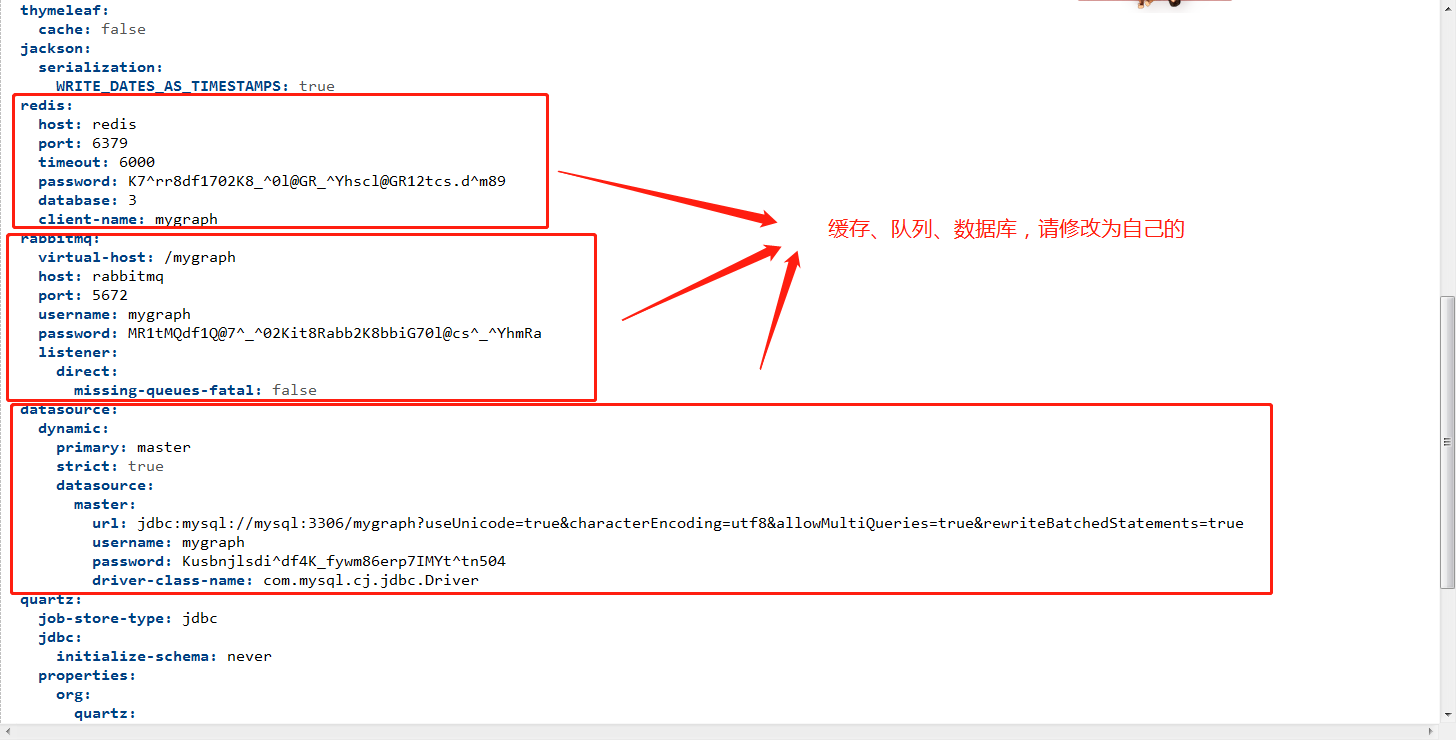 thymeleaf:
cache: false
jackson:
serialization:
WRITE_DATES_AS_TIMESTAMPS: true
redis:
host: redis
port: 6379
timeout: 6000
password: K7^rr8df1702K8_^0l@GR_^Yhscl@GR12tcs.d^m89
database: 3
client-name: mygraph
rabbitmq:
virtual-host: /mygraph
host: rabbitmq
port: 5672
username: mygraph
password: MR1tMQdf1Q@7^_^02Kit8Rabb2K8bbiG70l@cs^_^YhmRa
listener:
direct:
missing-queues-fatal: false
datasource:
dynamic:
primary: master
strict: true
datasource:
master:
url: jdbc:mysql://mysql:3306/mygraph?useUnicode=true&characterEncoding=utf8&allowMultiQueries=true&rewriteBatchedStatements=true
username: mygraph
password: Kusbnjlsdi^df4K_fywm86erp7IMYt^tn504
driver-class-name: com.mysql.cj.jdbc.Driver
quartz:
job-store-type: jdbc
jdbc:
initialize-schema: never
properties:
org:
quartz:
缓存、队列、数据库，请修改为自己的